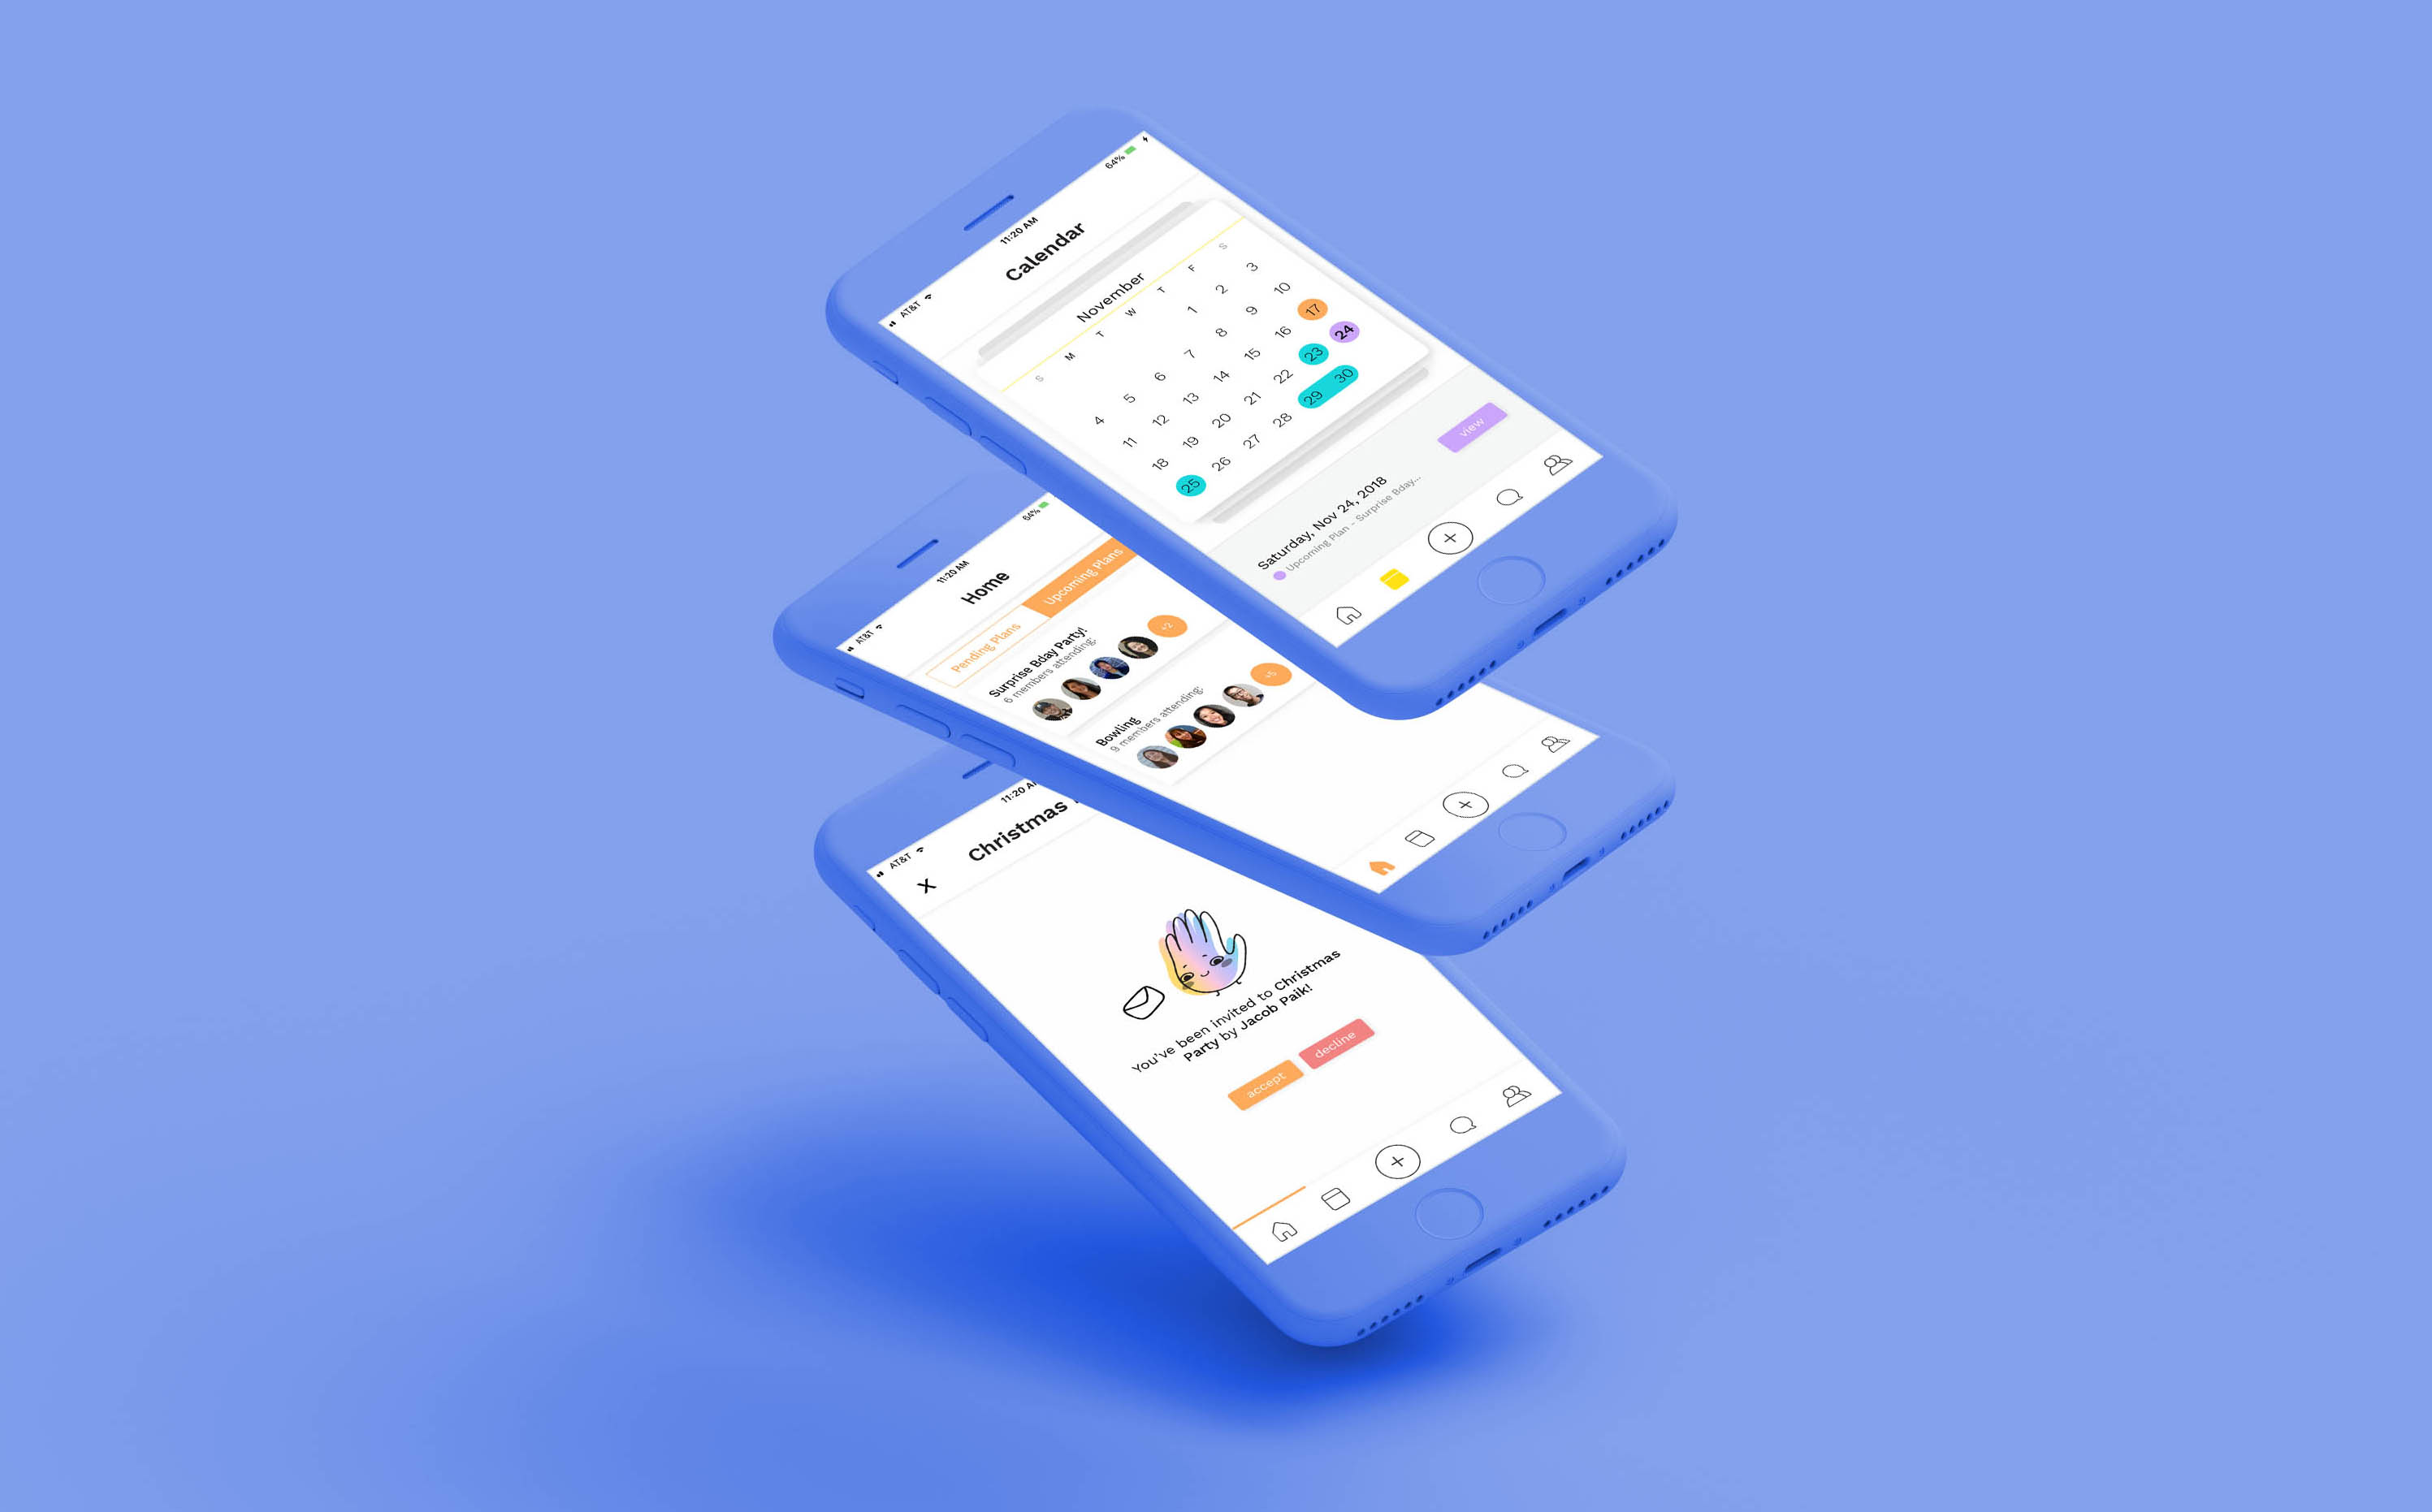 AT&T
11:20 AM
64%
Calendar
November
S M T W T F S
1 2 3
4 5 6 7 8 9 10
11 12 13 14 15 16 17
18 19 20 21 22 23 24
25 26 27 28 29 30
Saturday, Nov 24, 2018
Upcoming Plan - Surprise Bday...
view
AT&T
11:20 AM
64%
Home
Pending Plans
Upcoming Plans
Surprise Bday Party!
6 members attending:
+2
Bowling
9 members attending:
+5
AT&T
11:20 A
X
Christmas
You've been invited to Christmas
Party by Jacob Paik!
accept
decline